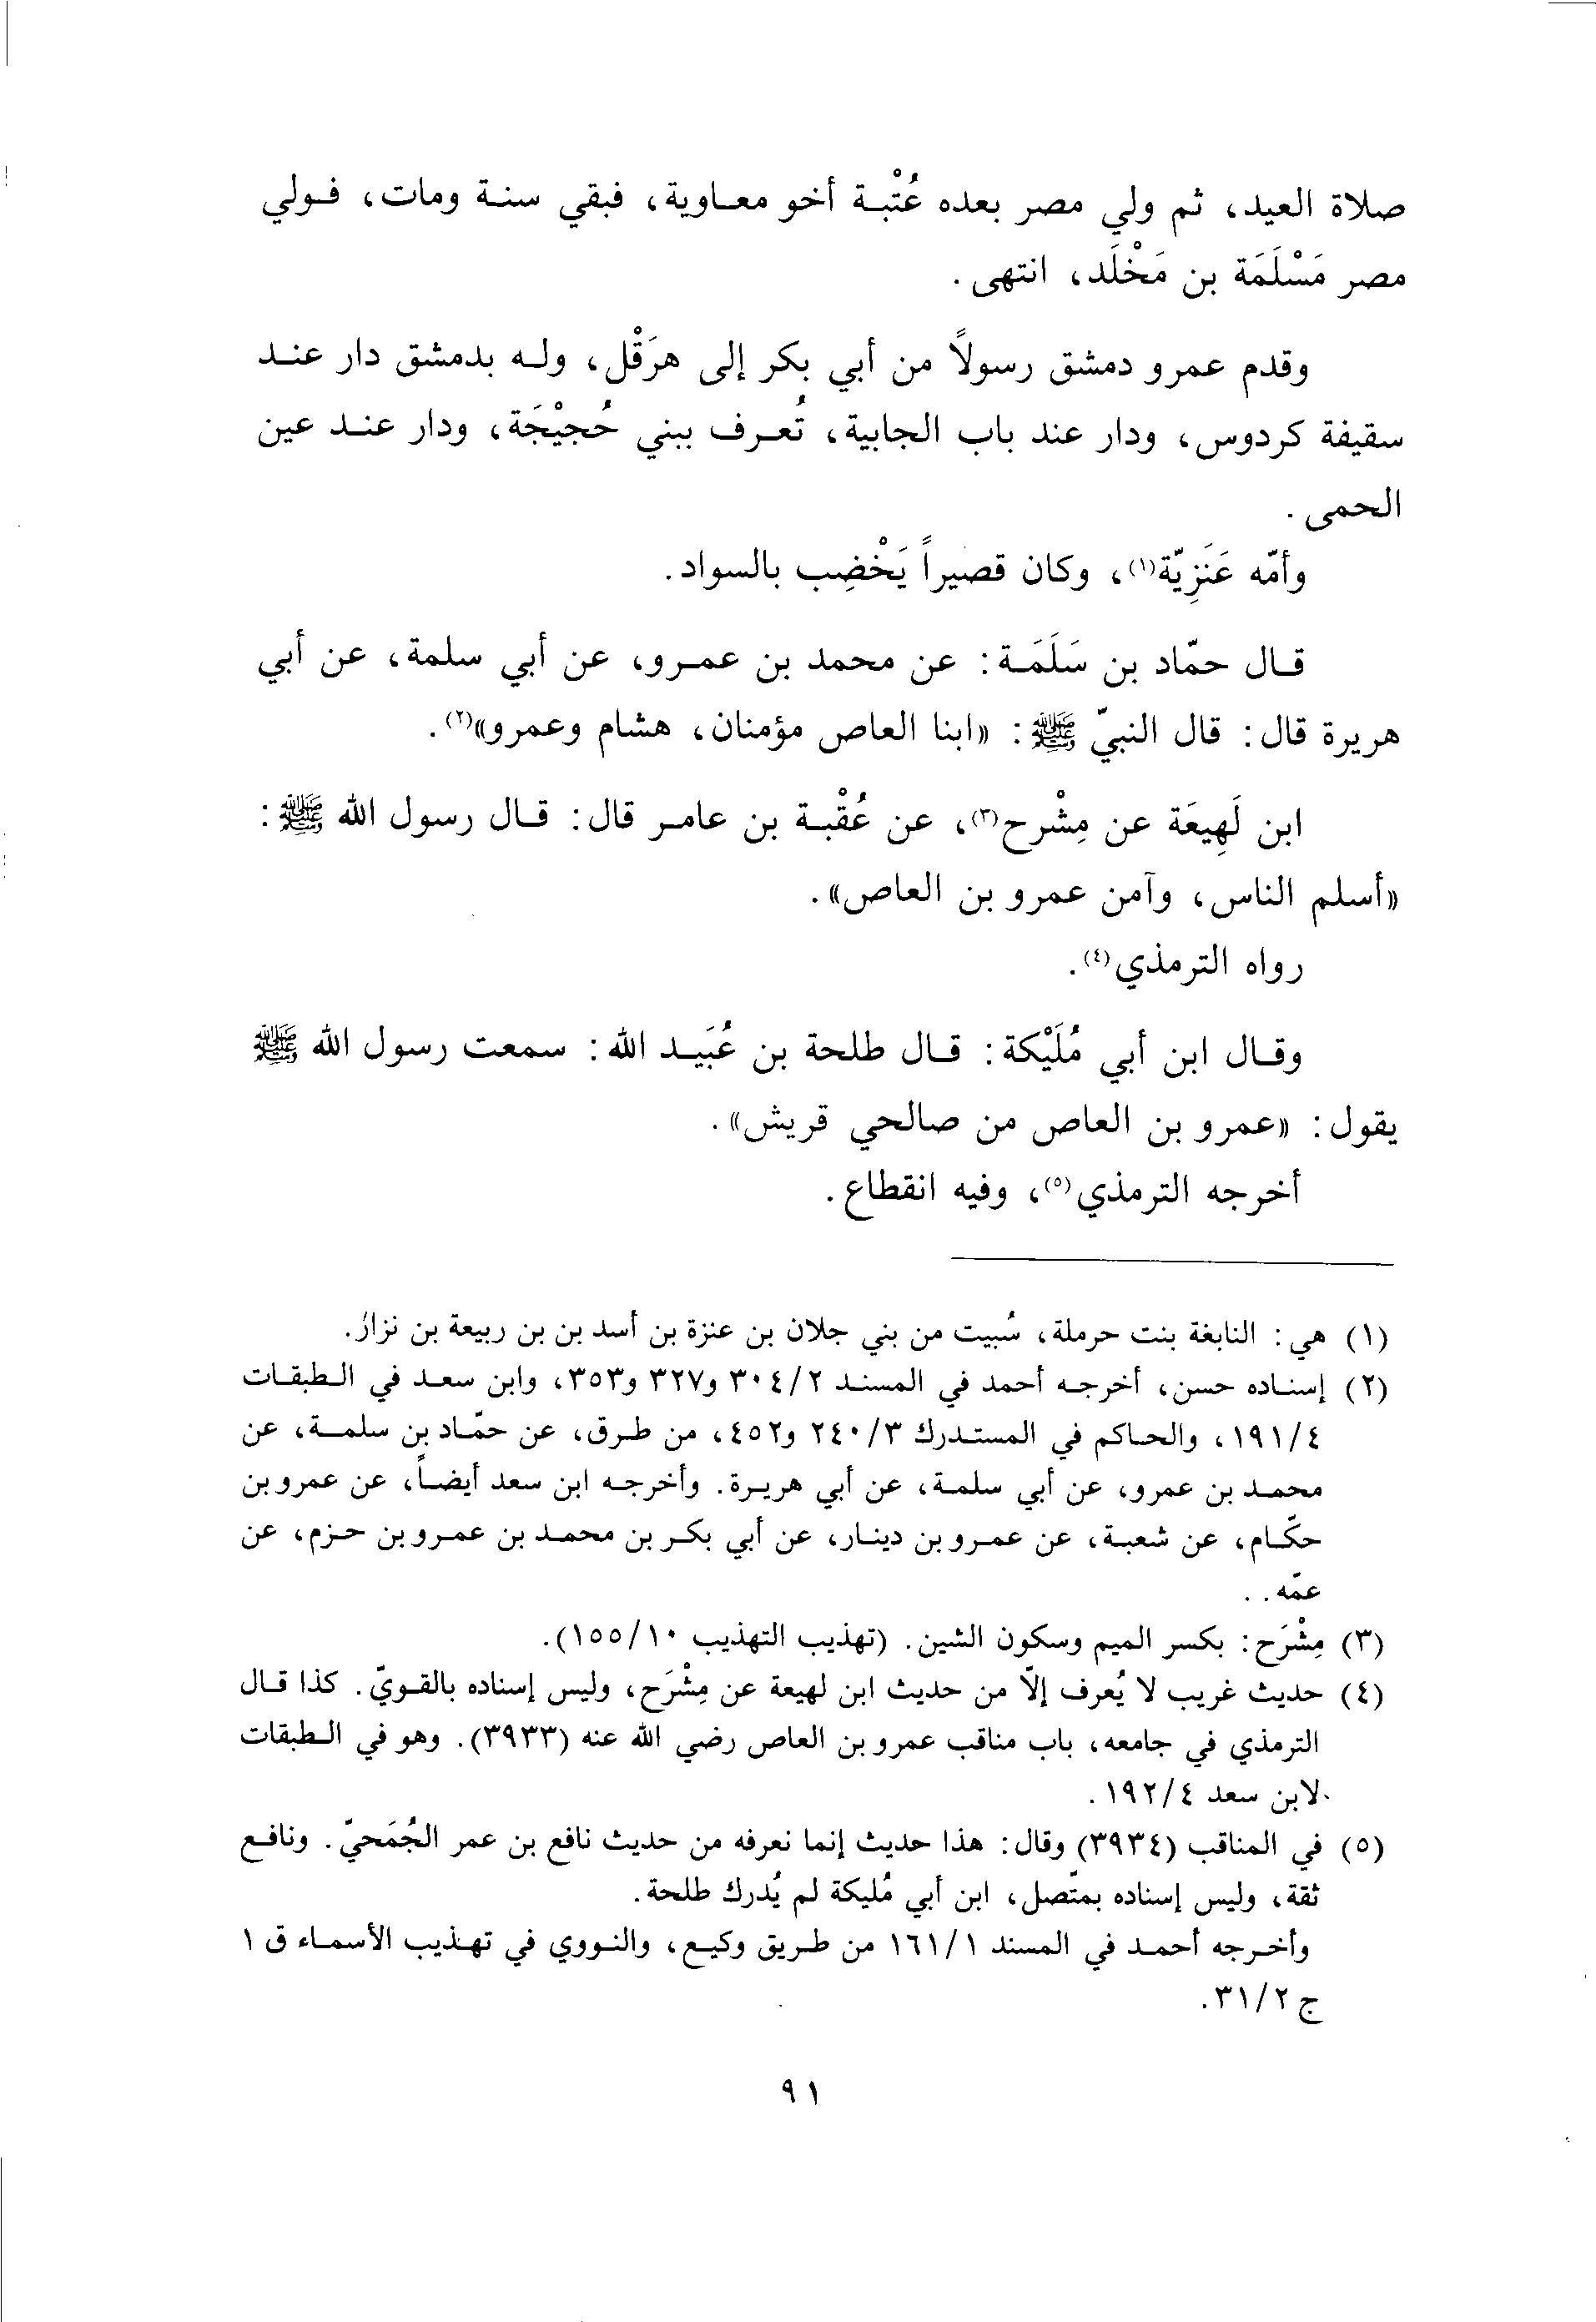 صلاة العيد، ثم ولي مصر بعده عُتْبة أخو معاوية، فبقي سنة ومات، فولي
مصر مَسْلَمَة بن مَخْلَد، انتهى.
وقدم عمرو دمشق رسولاً من أبي بكر إلى هرَقْل، وله بدمشق دار عند
سقيفة كردوس، ودار عند باب الجابية، تُعرف ببني حُجَيْجَة، ودار عند عين
الحمى.
وأمّه عَنَزِيّة(١)، وكان قصيراً يَخْضِب بالسواد.
قال حمّاد بن سَلَمَة: عن محمد بن عمرو، عن أبي سلمة، عن أبي
هريرة قال: قال النبيّ ﷺ: «ابنا العاص مؤمنان، هشام وعمرو»(٢).
ابن لَهِيعَة عن مِشْرح(٣)، عن عُقْبة بن عامر قال: قال رسول الله ﷺ:
«أسلم الناس، وآمن عمرو بن العاص».
رواه الترمذي(٤).
وقال ابن أبي مُلَيْكة: قال طلحة بن عُبَيد الله: سمعت رسول الله ﷺ
يقول: «عمرو بن العاص من صالحي قريش».
أخرجه الترمذي(٥)، وفيه انقطاع.
(١) هي: النابغة بنت حرملة، سُبيت من بني جلان بن عنزة بن أسد بن بن ربيعة بن نزار.
(٢) إسناده حسن، أخرجه أحمد في المسند ٣٠٤/٢ و٣٢٧ و٣٥٣، وابن سعد في الطبقات
١٩١/٤، والحاكم في المستدرك ٢٤٠/٣ و٤٥٢، من طرق، عن حمّاد بن سلمة، عن
محمد بن عمرو، عن أبي سلمة، عن أبي هريرة. وأخرجه ابن سعد أيضاً، عن عمرو بن
حكّام، عن شعبة، عن عمرو بن دينار، عن أبي بكر بن محمد بن عمرو بن حزم، عن
عمّه..
(٣) مِشْرَح: بكسر الميم وسكون الشين. (تهذيب التهذيب ١٥٥/١٠).
(٤) حديث غريب لا يُعرف إلّا من حديث ابن لهيعة عن مِشْرَح، وليس إسناده بالقويّ. كذا قال
الترمذي في جامعه، باب مناقب عمرو بن العاص رضي الله عنه (٣٩٣٣). وهو في الطبقات
لابن سعد ١٩٢/٤.
(٥) في المناقب (٣٩٣٤) وقال: هذا حديث إنما نعرفه من حديث نافع بن عمر الجُمَحيّ. ونافع
ثقة، وليس إسناده بمتّصل، ابن أبي مُليكة لم يُدرك طلحة.
وأخرجه أحمد في المسند ١٦١/١ من طريق وكيع، والنووي في تهذيب الأسماء ق ١
ج ٣١/٢.
٩١